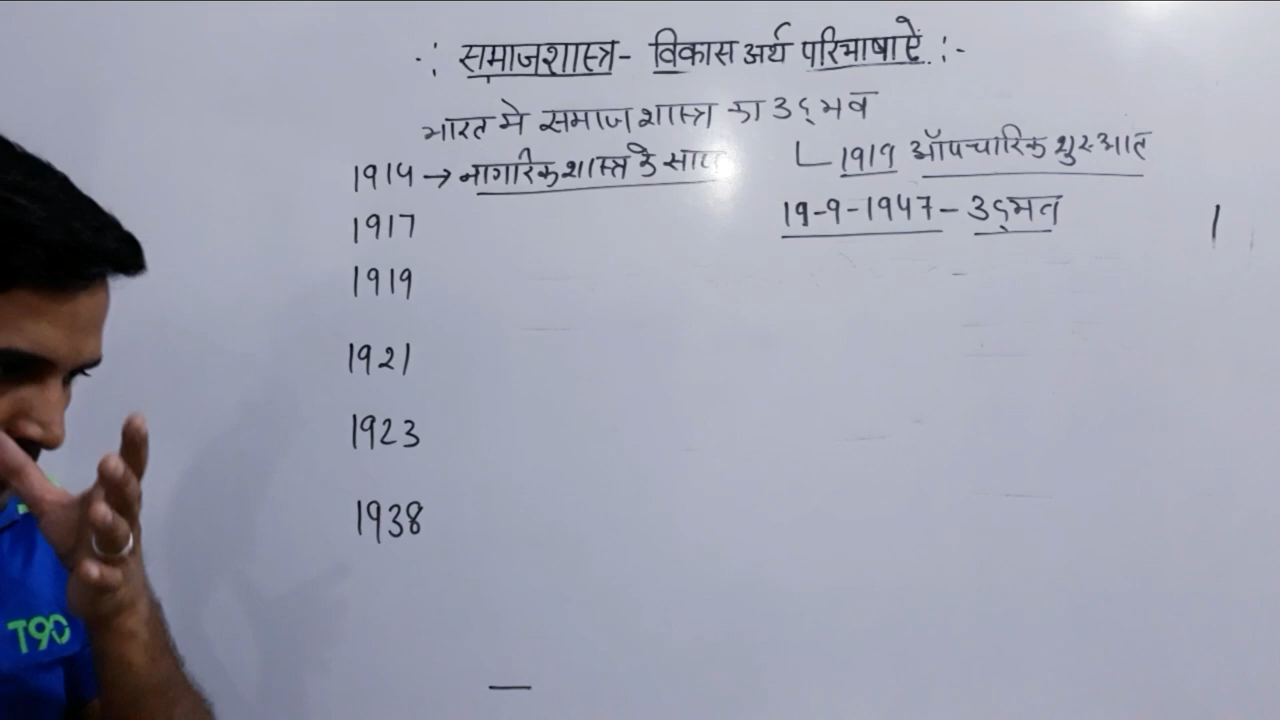 .: समाजशास्त्र - विकास अर्थ परिभाषाऐं :-
भारत मे समाजशास्त्र का उद्भव
1919 ऑपचारिक शुरुआत
1914 → नागरिक शास्त्र के साथ
19-9-1947 - उद्भव
1917
1919
1921
1923
1938
T90